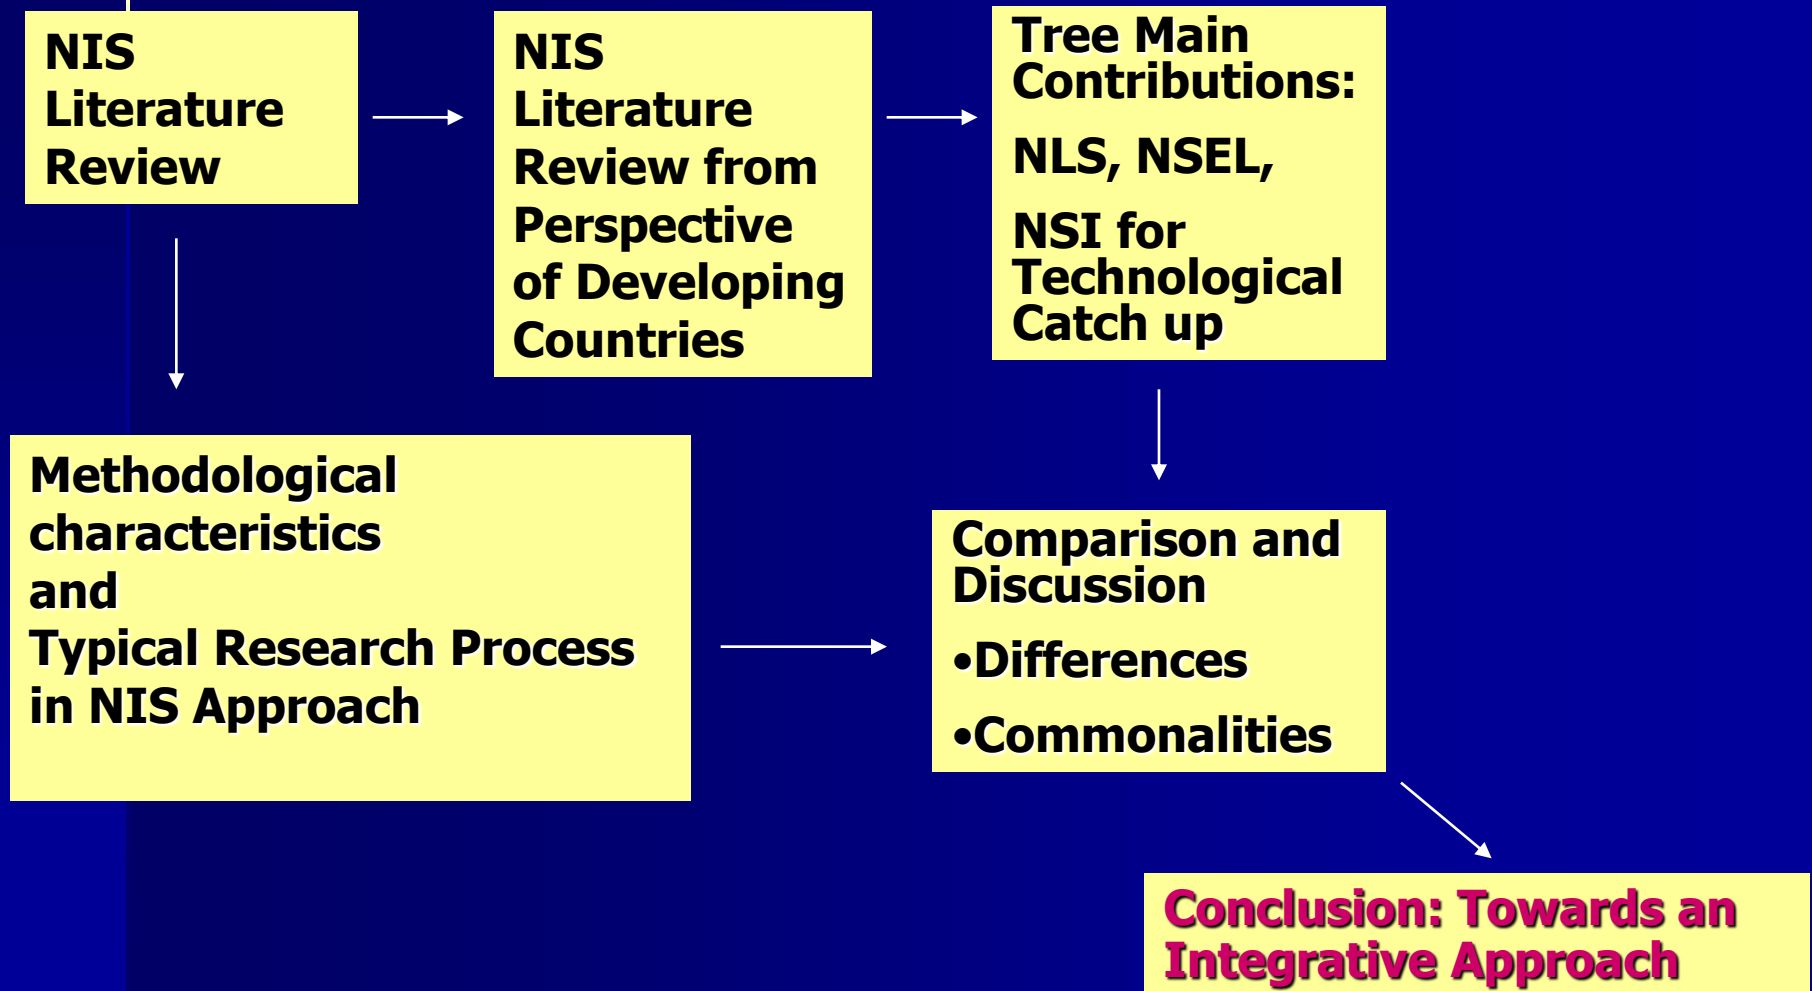 NIS
Literature
Review
NIS
Literature
Review from
Perspective
of Developing
Countries
Tree Main
Contributions:
NLS, NSEL,
NSI for
Technological
Catch up
Methodological
characteristics
and
Typical Research Process
in NIS Approach
Comparison and
Discussion
•Differences
•Commonalities
Conclusion: Towards an
Integrative Approach